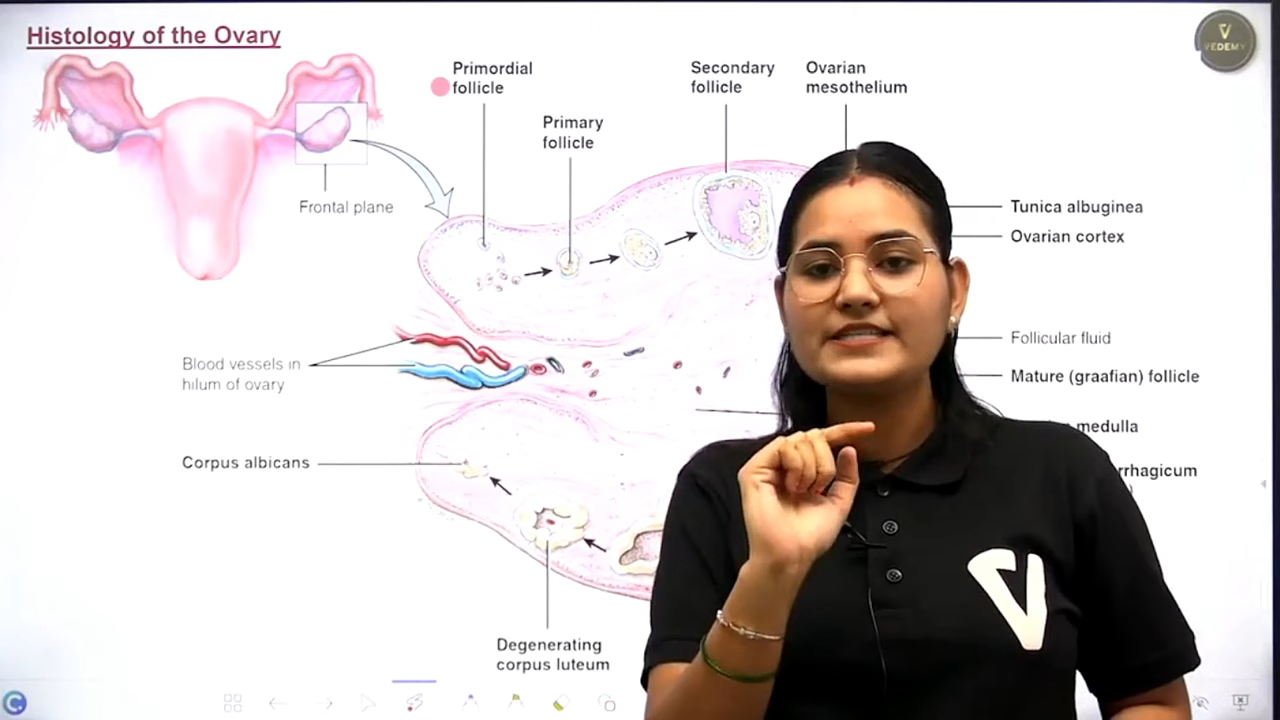 Histology of the Ovary
VEDEMY
Primordial
follicle
Secondary
follicle
Ovarian
mesothelium
Primary
follicle
Frontal plane
Tunica albuginea
Ovarian cortex
Follicular fluid
Mature (graafian) follicle
Blood vessels in
hilum of ovary
medulla
Corpus albicans
rrhagicum
Degenerating
corpus luteum